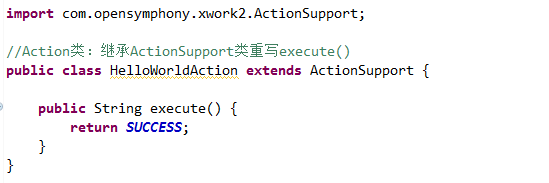 import com.opensymphony.xwork2.ActionSupport;
//Action类：继承ActionSupport类重写execute()
public class HelloWorldAction extends ActionSupport {
public String execute() {
return SUCCESS;
}
}